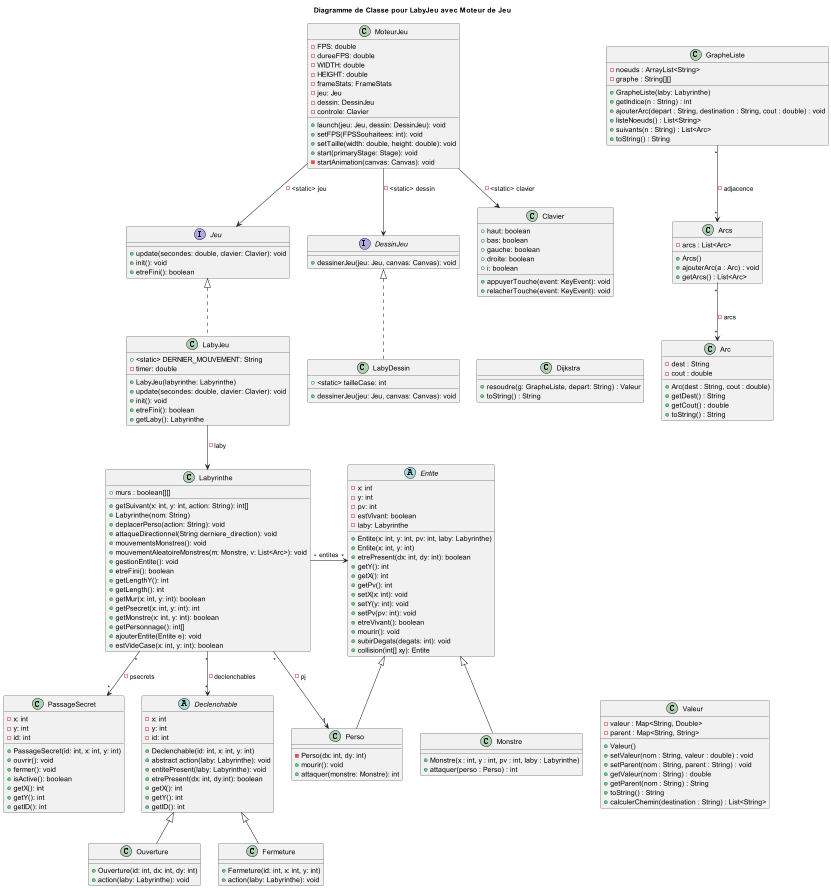 Diagramme de Classe pour LabyJeu avec Moteur de Jeu
C MoteurJeu
FPS: double
dureeFPS: double
WIDTH: double
HEIGHT: double
frameStats: FrameStats
jeu: Jeu
dessin: DessinJeu
controle: Clavier
launch(jeu: Jeu, dessin: DessinJeu): void
setFPS(FPSSouhaitees: int): void
setTaille(width: double, height: double): void
start(primaryStage: Stage): void
startAnimation(canvas: Canvas): void
C GrapheListe
noeuds : ArrayList<String>
graphe : String[][]
GrapheListe(laby: Labyrinthe)
getIndice(n : String) : int
ajouterArc(depart : String, destination : String, cout : double) : void
listeNoeuds() : List<String>
suivants(n : String) : List<Arc>
toString() : String
<static> jeu
<static> dessin
<static> clavier
*
adjacence
*
I Jeu
update(secondes: double, clavier: Clavier): void
init(): void
etreFini(): boolean
I DessinJeu
dessinerJeu(jeu: Jeu, canvas: Canvas): void
C Clavier
haut: boolean
bas: boolean
gauche: boolean
droite: boolean
i: boolean
appuyerTouche(event: KeyEvent): void
relacherTouche(event: KeyEvent): void
C Arcs
arcs : List<Arc>
Arcs()
ajouterArc(a : Arc) : void
getArcs() : List<Arc>
*
arcs
*
C LabyJeu
<static> DERNIER_MOUVEMENT: String
timer: double
LabyJeu(labyrinthe: Labyrinthe)
update(secondes: double, clavier: Clavier): void
init(): void
etreFini(): boolean
getLaby(): Labyrinthe
C LabyDessin
<static> tailleCase: int
dessinerJeu(jeu: Jeu, canvas: Canvas): void
C Dijkstra
resoudre(g: GrapheListe, depart: String) : Valeur
toString() : String
C Arc
dest : String
cout : double
Arc(dest : String, cout : double)
getDest() : String
getCout() : double
toString() : String
laby
C Labyrinthe
murs : boolean[][]
getSuivant(x: int, y: int, action: String): int[]
Labyrinthe(nom: String)
deplacerPerso(action: String): void
attaqueDirectionnel(String derniere_direction): void
mouvementsMonstres(): void
mouvementAleatoireMonstres(m: Monstre, v: List<Arc>): void
gestionEntite(): void
etreFini(): boolean
getLengthY(): int
getLength(): int
getMur(x: int, y: int): boolean
getPsecret(x: int, y: int): int
getMonstre(x: int, y: int): boolean
getPersonnage(): int[]
ajouterEntite(Entite e): void
estVideCase(x: int, y: int): boolean
* entites *
A Entite
x: int
y: int
pv: int
estVivant: boolean
laby: Labyrinthe
Entite(x: int, y: int, pv: int, laby: Labyrinthe)
Entite(x: int, y: int)
etrePresent(dx: int, dy: int): boolean
getY(): int
getX(): int
getPv(): int
setX(x: int): void
setY(y: int): void
setPv(pv: int): void
etreVivant(): boolean
mourir(): void
subirDegats(degats: int): void
collision(int[] xy): Entite
*
psecrets
*
*
declenchables
*
*
pj
1
C PassageSecret
x: int
y: int
id: int
PassageSecret(id: int, x: int, y: int)
ouvrir(): void
fermer(): void
isActive(): boolean
getX(): int
getY(): int
getID(): int
A Declenchable
x: int
y: int
id: int
Declenchable(id: int, x: int, y: int)
abstract action(laby: Labyrinthe): void
entitePresent(laby: Labyrinthe): void
etrePresent(dx: int, dy:int): boolean
getX(): int
getY(): int
getID(): int
C Perso
Perso(dx: int, dy: int)
mourir(): void
attaquer(monstre: Monstre): int
C Monstre
Monstre(x : int, y : int, pv : int, laby : Labyrinthe)
attaquer(perso : Perso) : int
C Valeur
valeur : Map<String, Double>
parent : Map<String, String>
Valeur()
setValeur(nom : String, valeur : double) : void
setParent(nom : String, parent : String) : void
getValeur(nom : String) : double
getParent(nom : String) : String
toString() : String
calculerChemin(destination : String) : List<String>
C Ouverture
Ouverture(id: int, dx: int, dy: int)
action(laby: Labyrinthe): void
C Fermeture
Fermeture(id: int, x: int, y: int)
action(laby: Labyrinthe): void